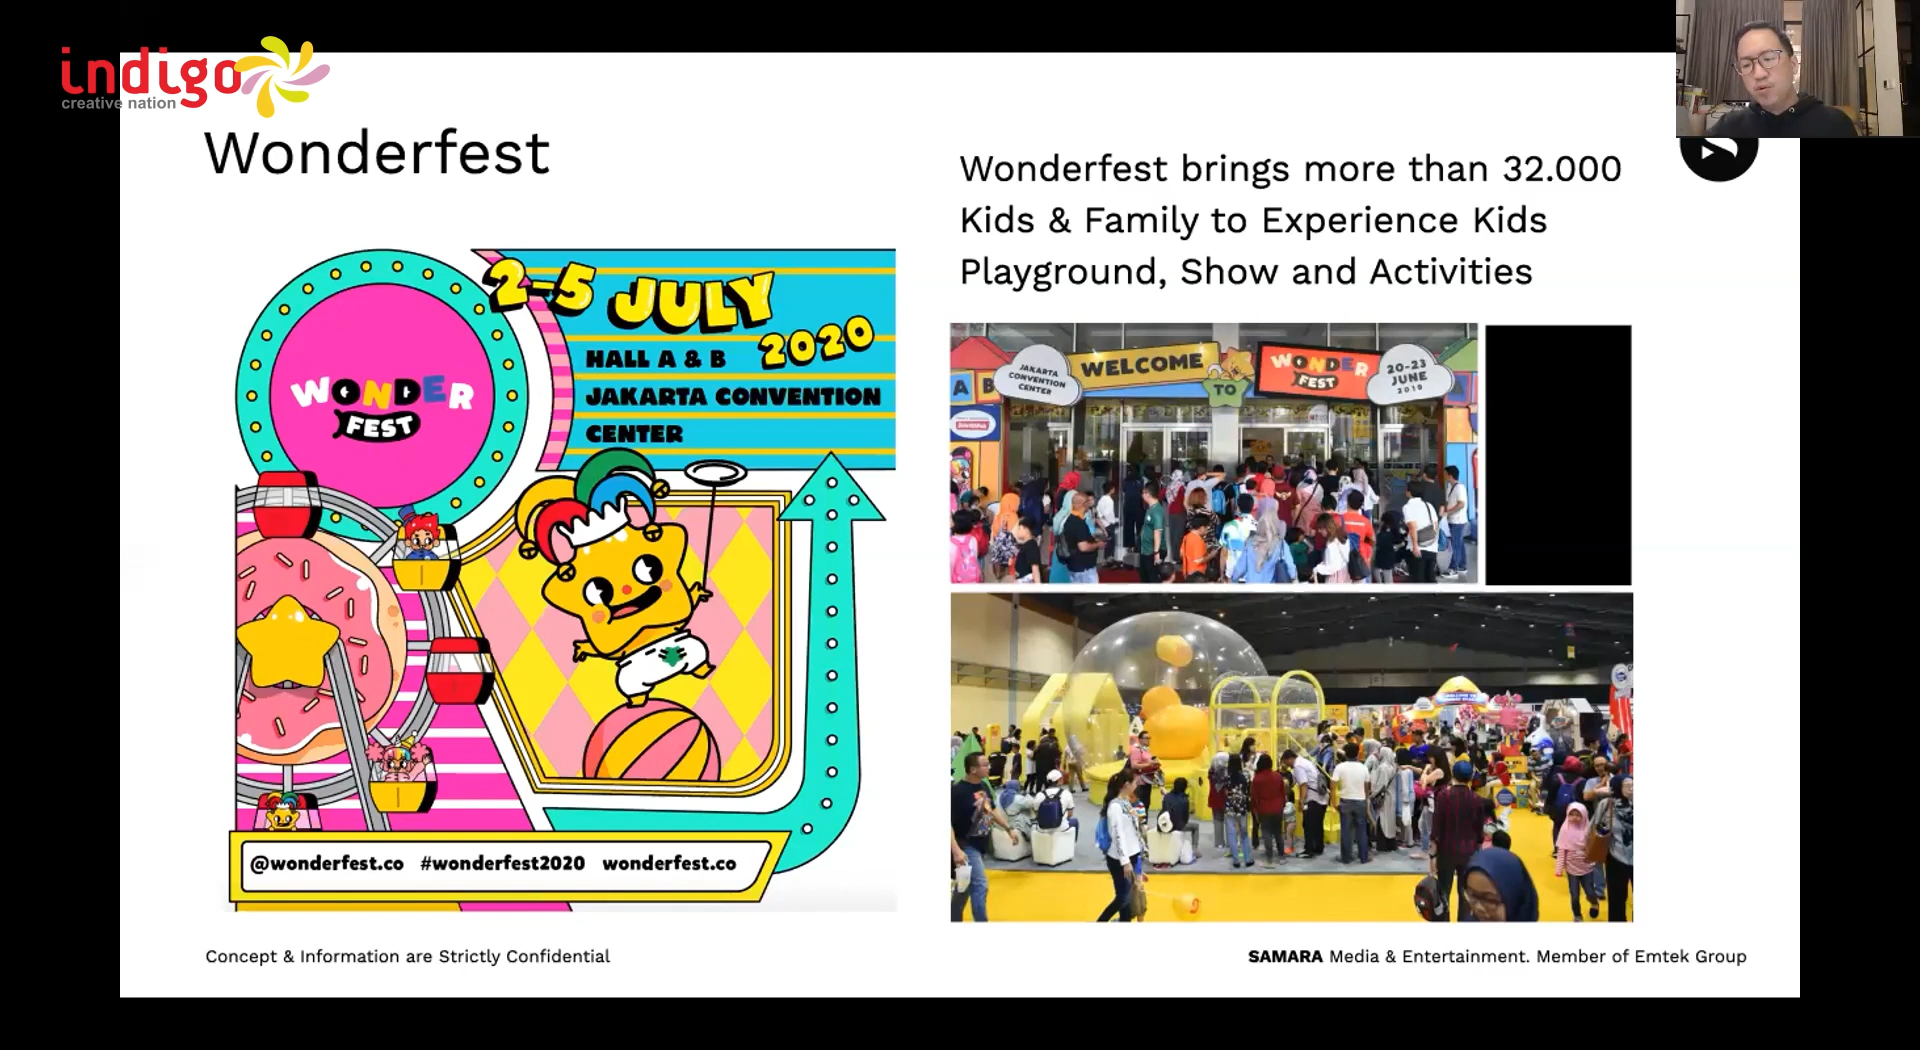 indigo
creative nation
Wonderfest
Wonderfest brings more than 32.000
Kids & Family to Experience Kids
Playground, Show and Activities
2-5 JULY
2020
HALL A & B
JAKARTA CONVENTION
CENTER
WONDER
FEST
@wonderfest.co #wonderfest2020 wonderfest.co
JAKARTA
CONVENTION
CENTER
WELCOME
TO
WONDER
FEST
20-23
JUNE
2019
A B
Concept & Information are Strictly Confidential
SAMARA Media & Entertainment. Member of Emtek Group